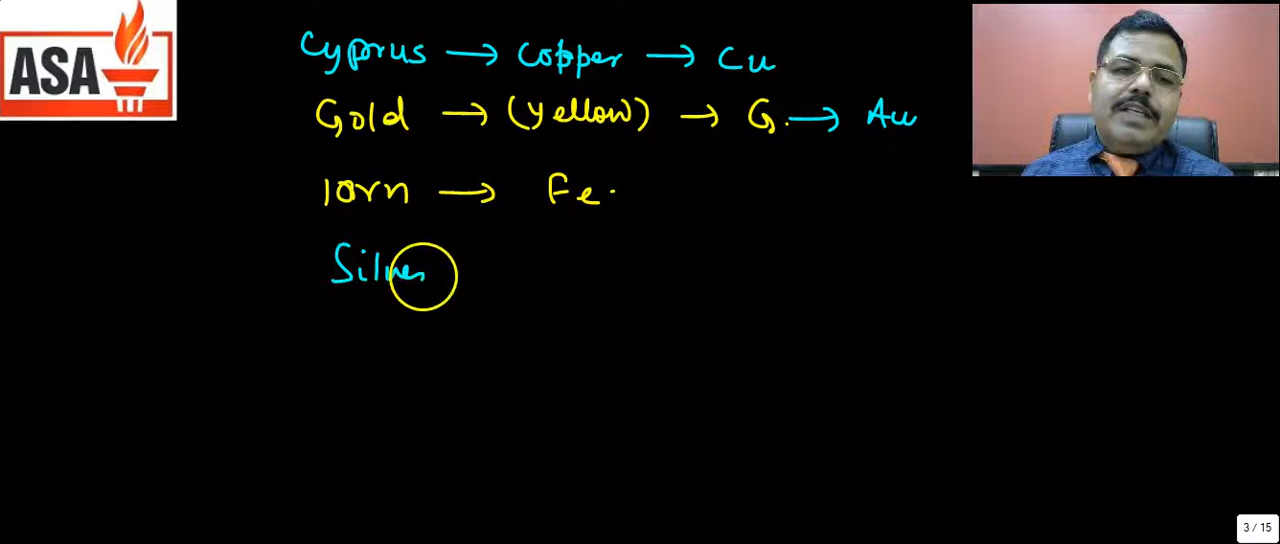 ASA
Cyprus → Copper → Cu
Gold → (Yellow) → G. → Au
Iorn → Fe.
Silver
3 / 15